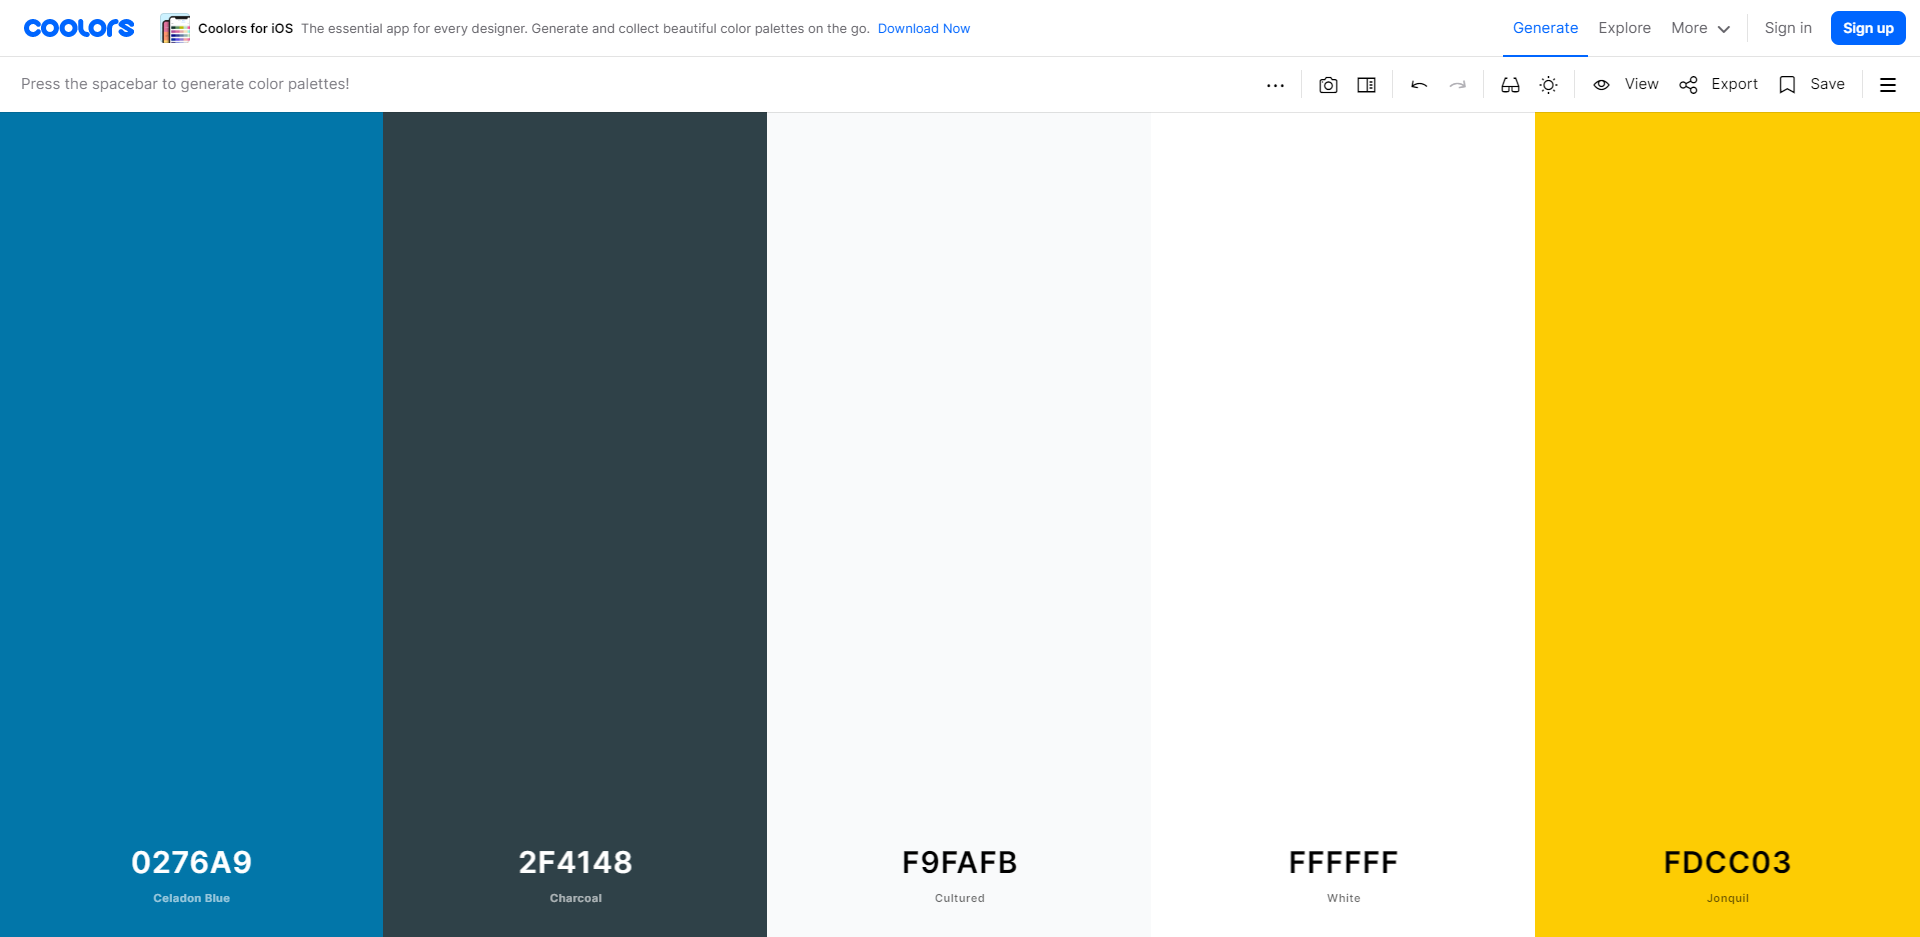 coolors
Coolors for iOS The essential app for every designer. Generate and collect beautiful color palettes on the go. Download Now
Generate Explore More Sign in Sign up
Press the spacebar to generate color palettes!
View Export Save
0276A9
Celadon Blue
2F4148
Charcoal
F9FAFB
Cultured
FFFFFF
White
FDCC03
Jonquil